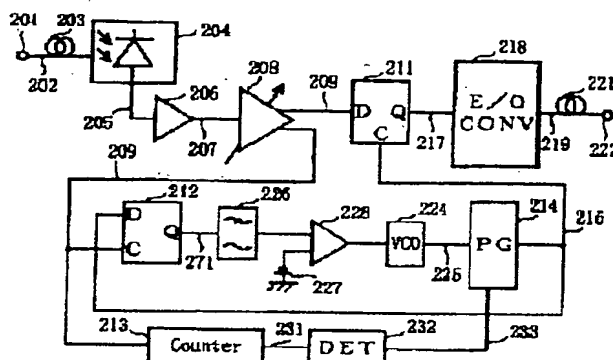 201
203
204
202
205
206
207
208
209
211
D Q
C
217
218
E/O
CONV
219
221
222
209
212
D
C
Q
271
226
228
227
224
VCO
225
214
PG
216
213
Counter
231
DET
232
233